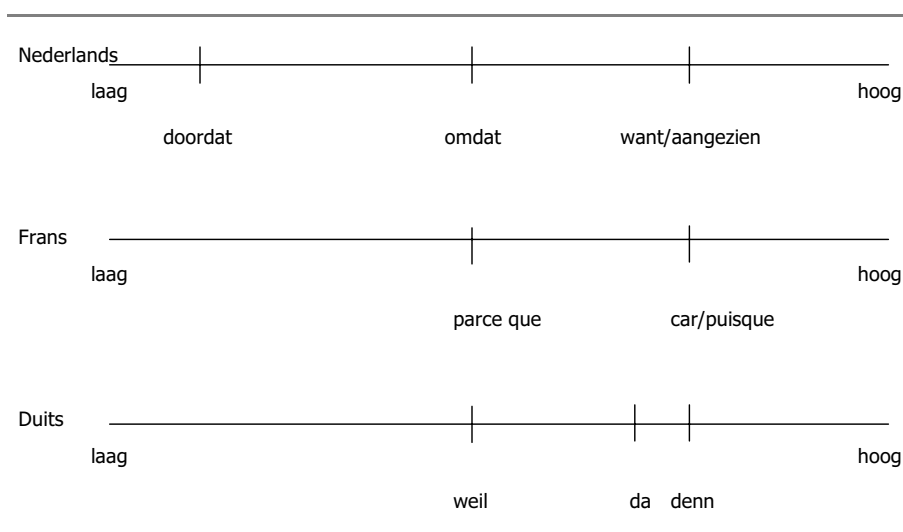 Nederlands
laag hoog
doordat omdat want/aangezien
Frans
laag hoog
parce que car/puisque
Duits
laag hoog
weil da denn